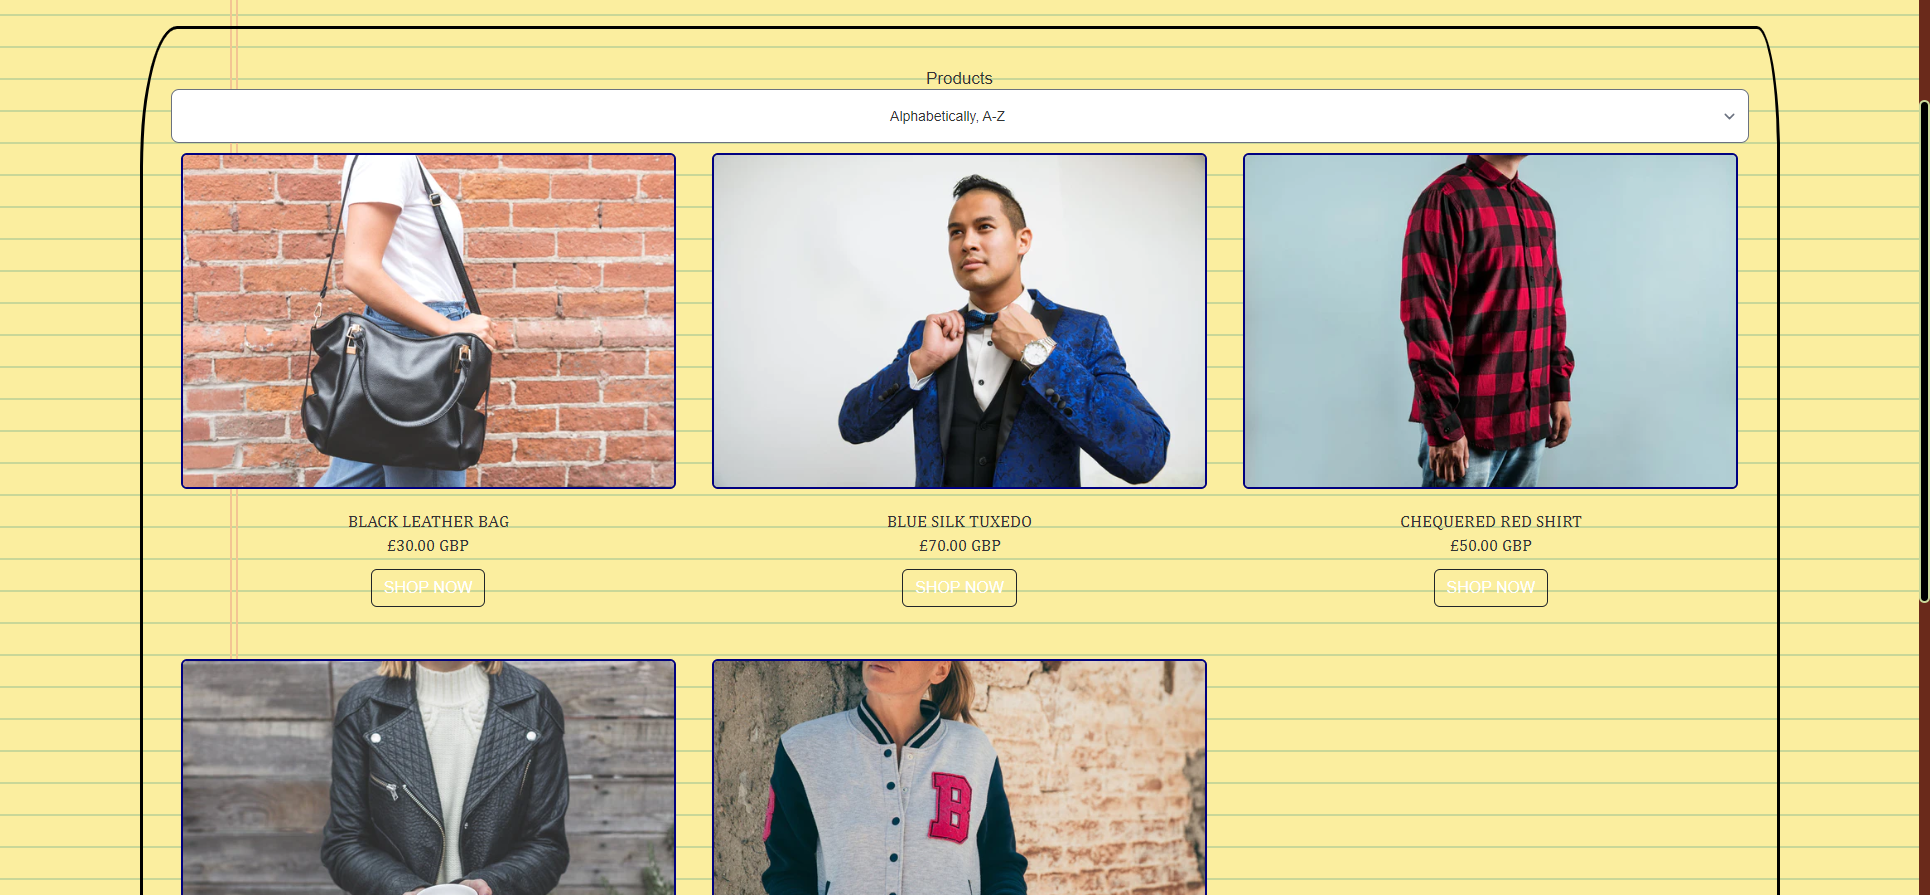 Products
Alphabetically, A-Z
BLACK LEATHER BAG
£30.00 GBP
SHOP NOW
BLUE SILK TUXEDO
£70.00 GBP
SHOP NOW
CHEQUERED RED SHIRT
£50.00 GBP
SHOP NOW
B